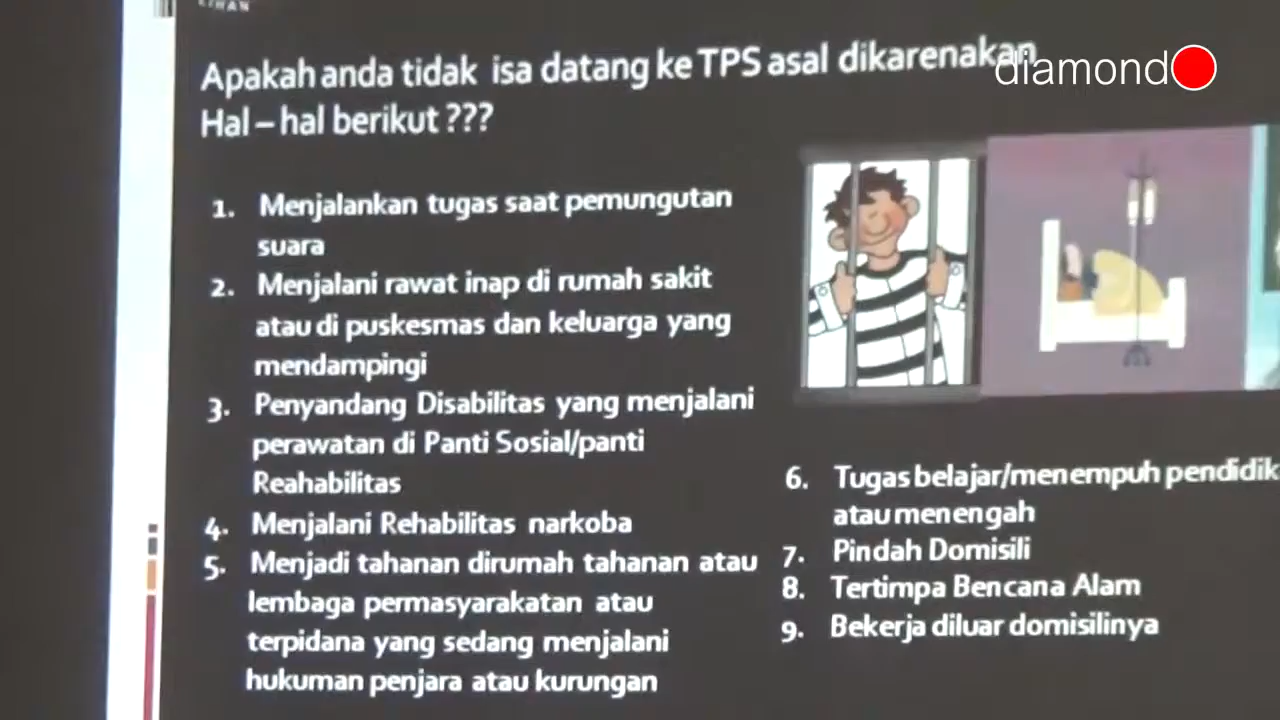 Apakah anda tidak isa datang ke TPS asal dikarenakan
Hal – hal berikut ???
diamond
1. Menjalankan tugas saat pemungutan
suara
2. Menjalani rawat inap di rumah sakit
atau di puskesmas dan keluarga yang
mendampingi
3. Penyandang Disabilitas yang menjalani
perawatan di Panti Sosial/panti
Reahabilitas
4. Menjalani Rehabilitas narkoba
5. Menjadi tahanan dirumah tahanan atau
lembaga permasyarakatan atau
terpidana yang sedang menjalani
hukuman penjara atau kurungan
6. Tugas belajar/menempuh pendidik
atau menengah
7. Pindah Domisili
8. Tertimpa Bencana Alam
9. Bekerja diluar domisilinya